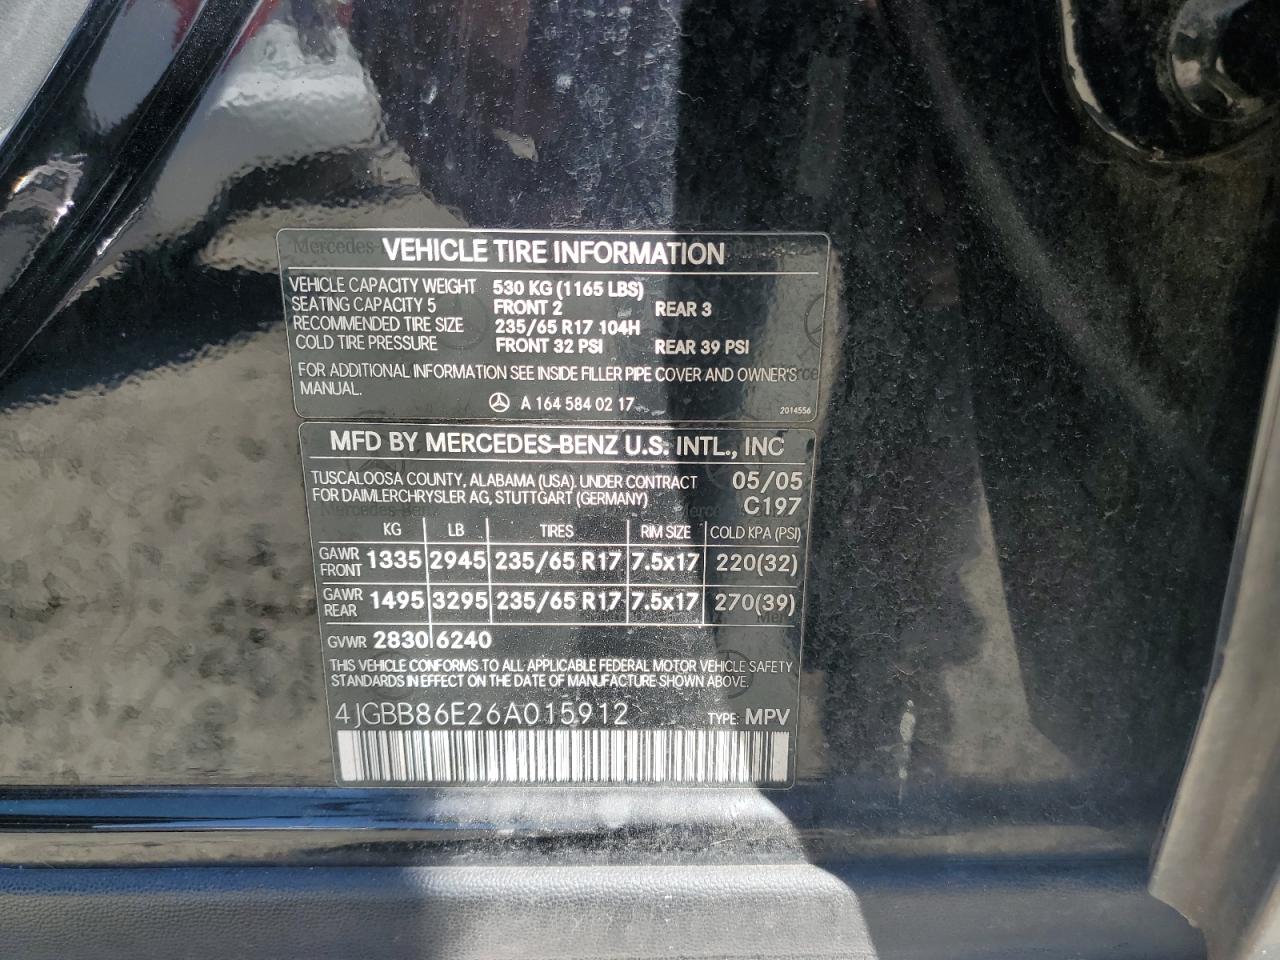 VEHICLE TIRE INFORMATION
VEHICLE CAPACITY WEIGHT 530 KG (1165 LBS)
SEATING CAPACITY 5 FRONT 2 REAR 3
RECOMMENDED TIRE SIZE 235/65 R17 104H
COLD TIRE PRESSURE FRONT 32 PSI REAR 39 PSI
FOR ADDITIONAL INFORMATION SEE INSIDE FILLER PIPE COVER AND OWNER'S
MANUAL.
A 164 584 02 17
2014556
MFD BY MERCEDES-BENZ U.S. INTL., INC
TUSCALOOSA COUNTY, ALABAMA (USA). UNDER CONTRACT 05/05
FOR DAIMLERCHRYSLER AG, STUTTGART (GERMANY) C197
KG LB TIRES RIM SIZE COLD KPA (PSI)
GAWR FRONT 1335 2945 235/65 R17 7.5x17 220(32)
GAWR REAR 1495 3295 235/65 R17 7.5x17 270(39)
GVWR 2830 6240
THIS VEHICLE CONFORMS TO ALL APPLICABLE FEDERAL MOTOR VEHICLE SAFETY
STANDARDS IN EFFECT ON THE DATE OF MANUFACTURE SHOWN ABOVE.
4JGBB86E26A015912 TYPE: MPV